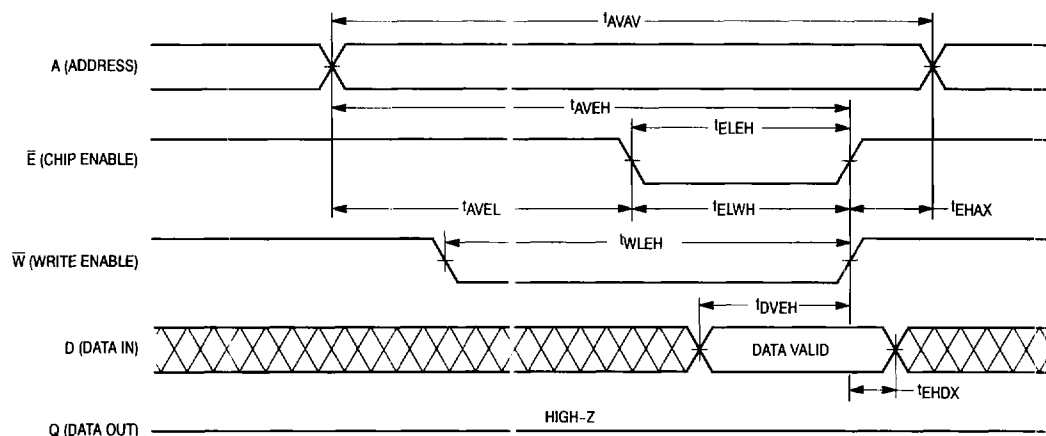 tAVAV
A (ADDRESS)
tAVEH
tELEH
E̅ (CHIP ENABLE)
tAVEL
tELWH
tEHAX
tWLEH
W̅ (WRITE ENABLE)
tDVEH
D (DATA IN)
DATA VALID
tEHDX
HIGH–Z
Q (DATA OUT)